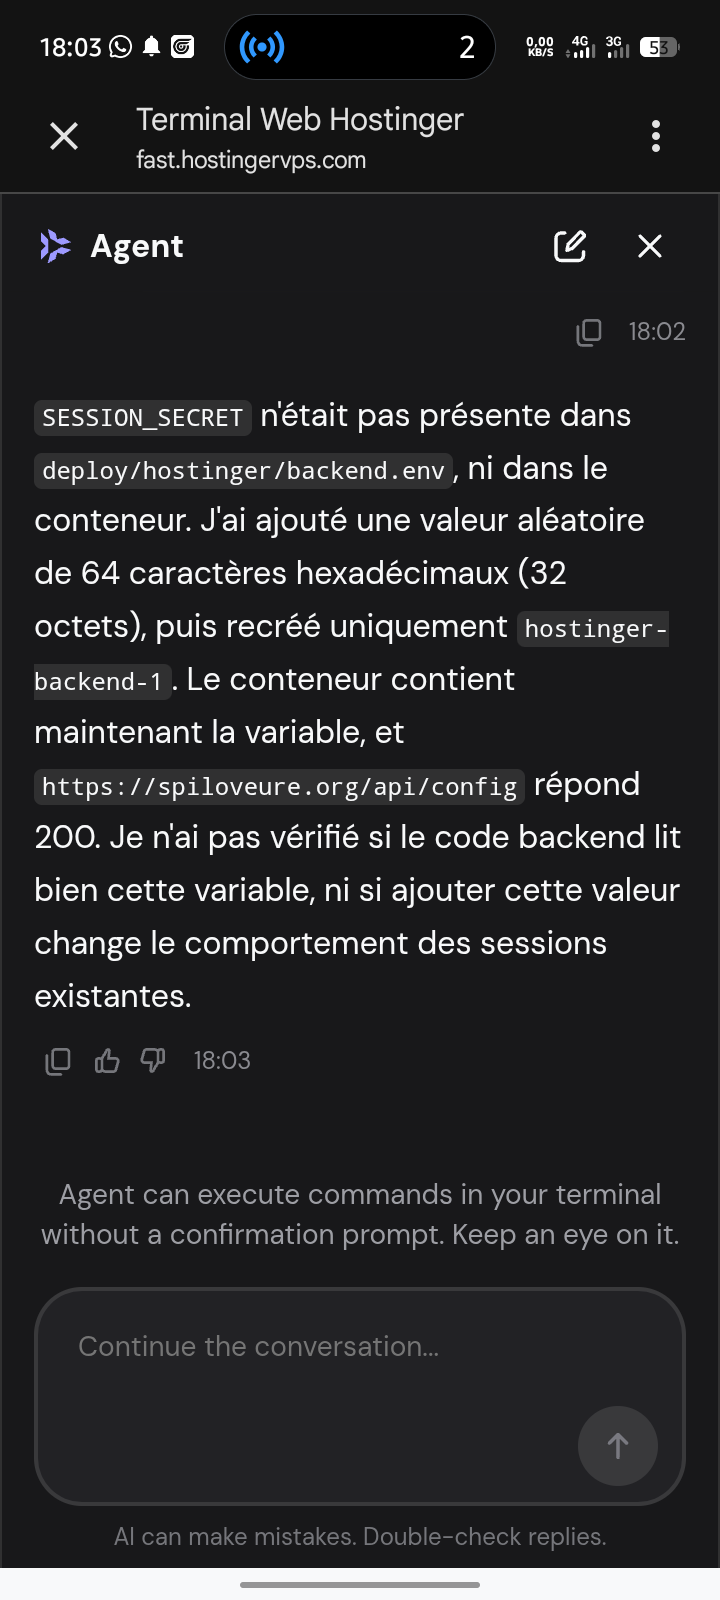 18:03
2
0,00 KB/S 4G 3G 53
Terminal Web Hostinger
fast.hostingervps.com
Agent
18:02
SESSION_SECRET n'était pas présente dans
deploy/hostinger/backend.env, ni dans le
conteneur. J'ai ajouté une valeur aléatoire
de 64 caractères hexadécimaux (32
octets), puis recréé uniquement hostinger-
backend-1. Le conteneur contient
maintenant la variable, et
https://spiloveure.org/api/config répond
200. Je n'ai pas vérifié si le code backend lit
bien cette variable, ni si ajouter cette valeur
change le comportement des sessions
existantes.
18:03
Agent can execute commands in your terminal
without a confirmation prompt. Keep an eye on it.
Continue the conversation...
AI can make mistakes. Double-check replies.